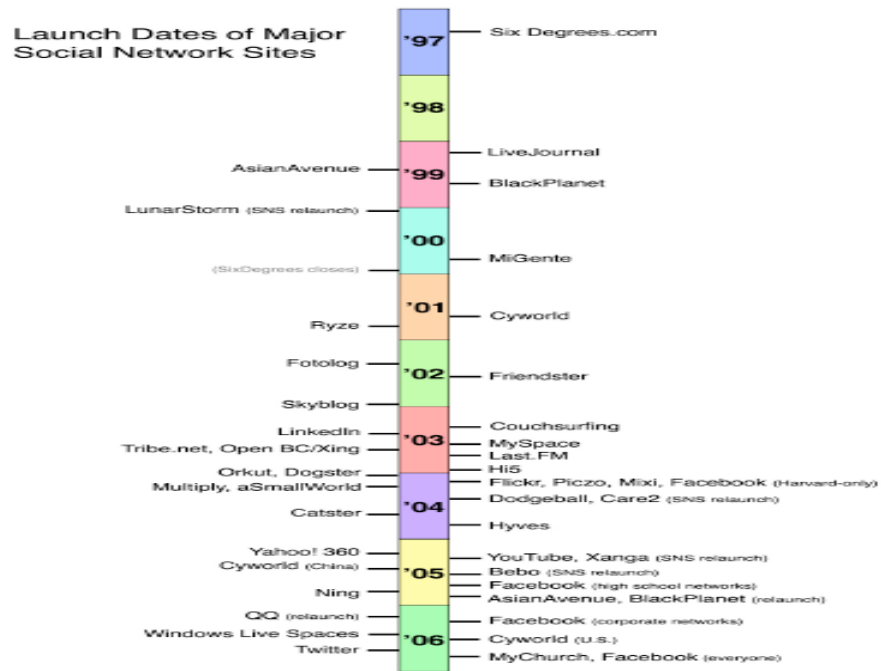 Launch Dates of Major
Social Network Sites
'97
Six Degrees.com
'98
LiveJournal
AsianAvenue
'99
BlackPlanet
LunarStorm (SNS relaunch)
'00
MiGente
(SixDegrees closes)
'01
Cyworld
Ryze
Fotolog
'02
Friendster
Skyblog
Couchsurfing
LinkedIn
'03
MySpace
Tribe.net, Open BC/Xing
Last.FM
Hi5
Orkut, Dogster
Flickr, Piczo, Mixi, Facebook (Harvard-only)
Multiply, aSmallWorld
Dodgeball, Care2 (SNS relaunch)
'04
Catster
Hyves
Yahoo! 360
YouTube, Xanga (SNS relaunch)
Cyworld (China)
Bebo (SNS relaunch)
'05
Facebook (high school networks)
Ning
AsianAvenue, BlackPlanet (relaunch)
QQ (relaunch)
Facebook (corporate networks)
Windows Live Spaces
'06
Cyworld (u.s.)
Twitter
MyChurch, Facebook (everyone)